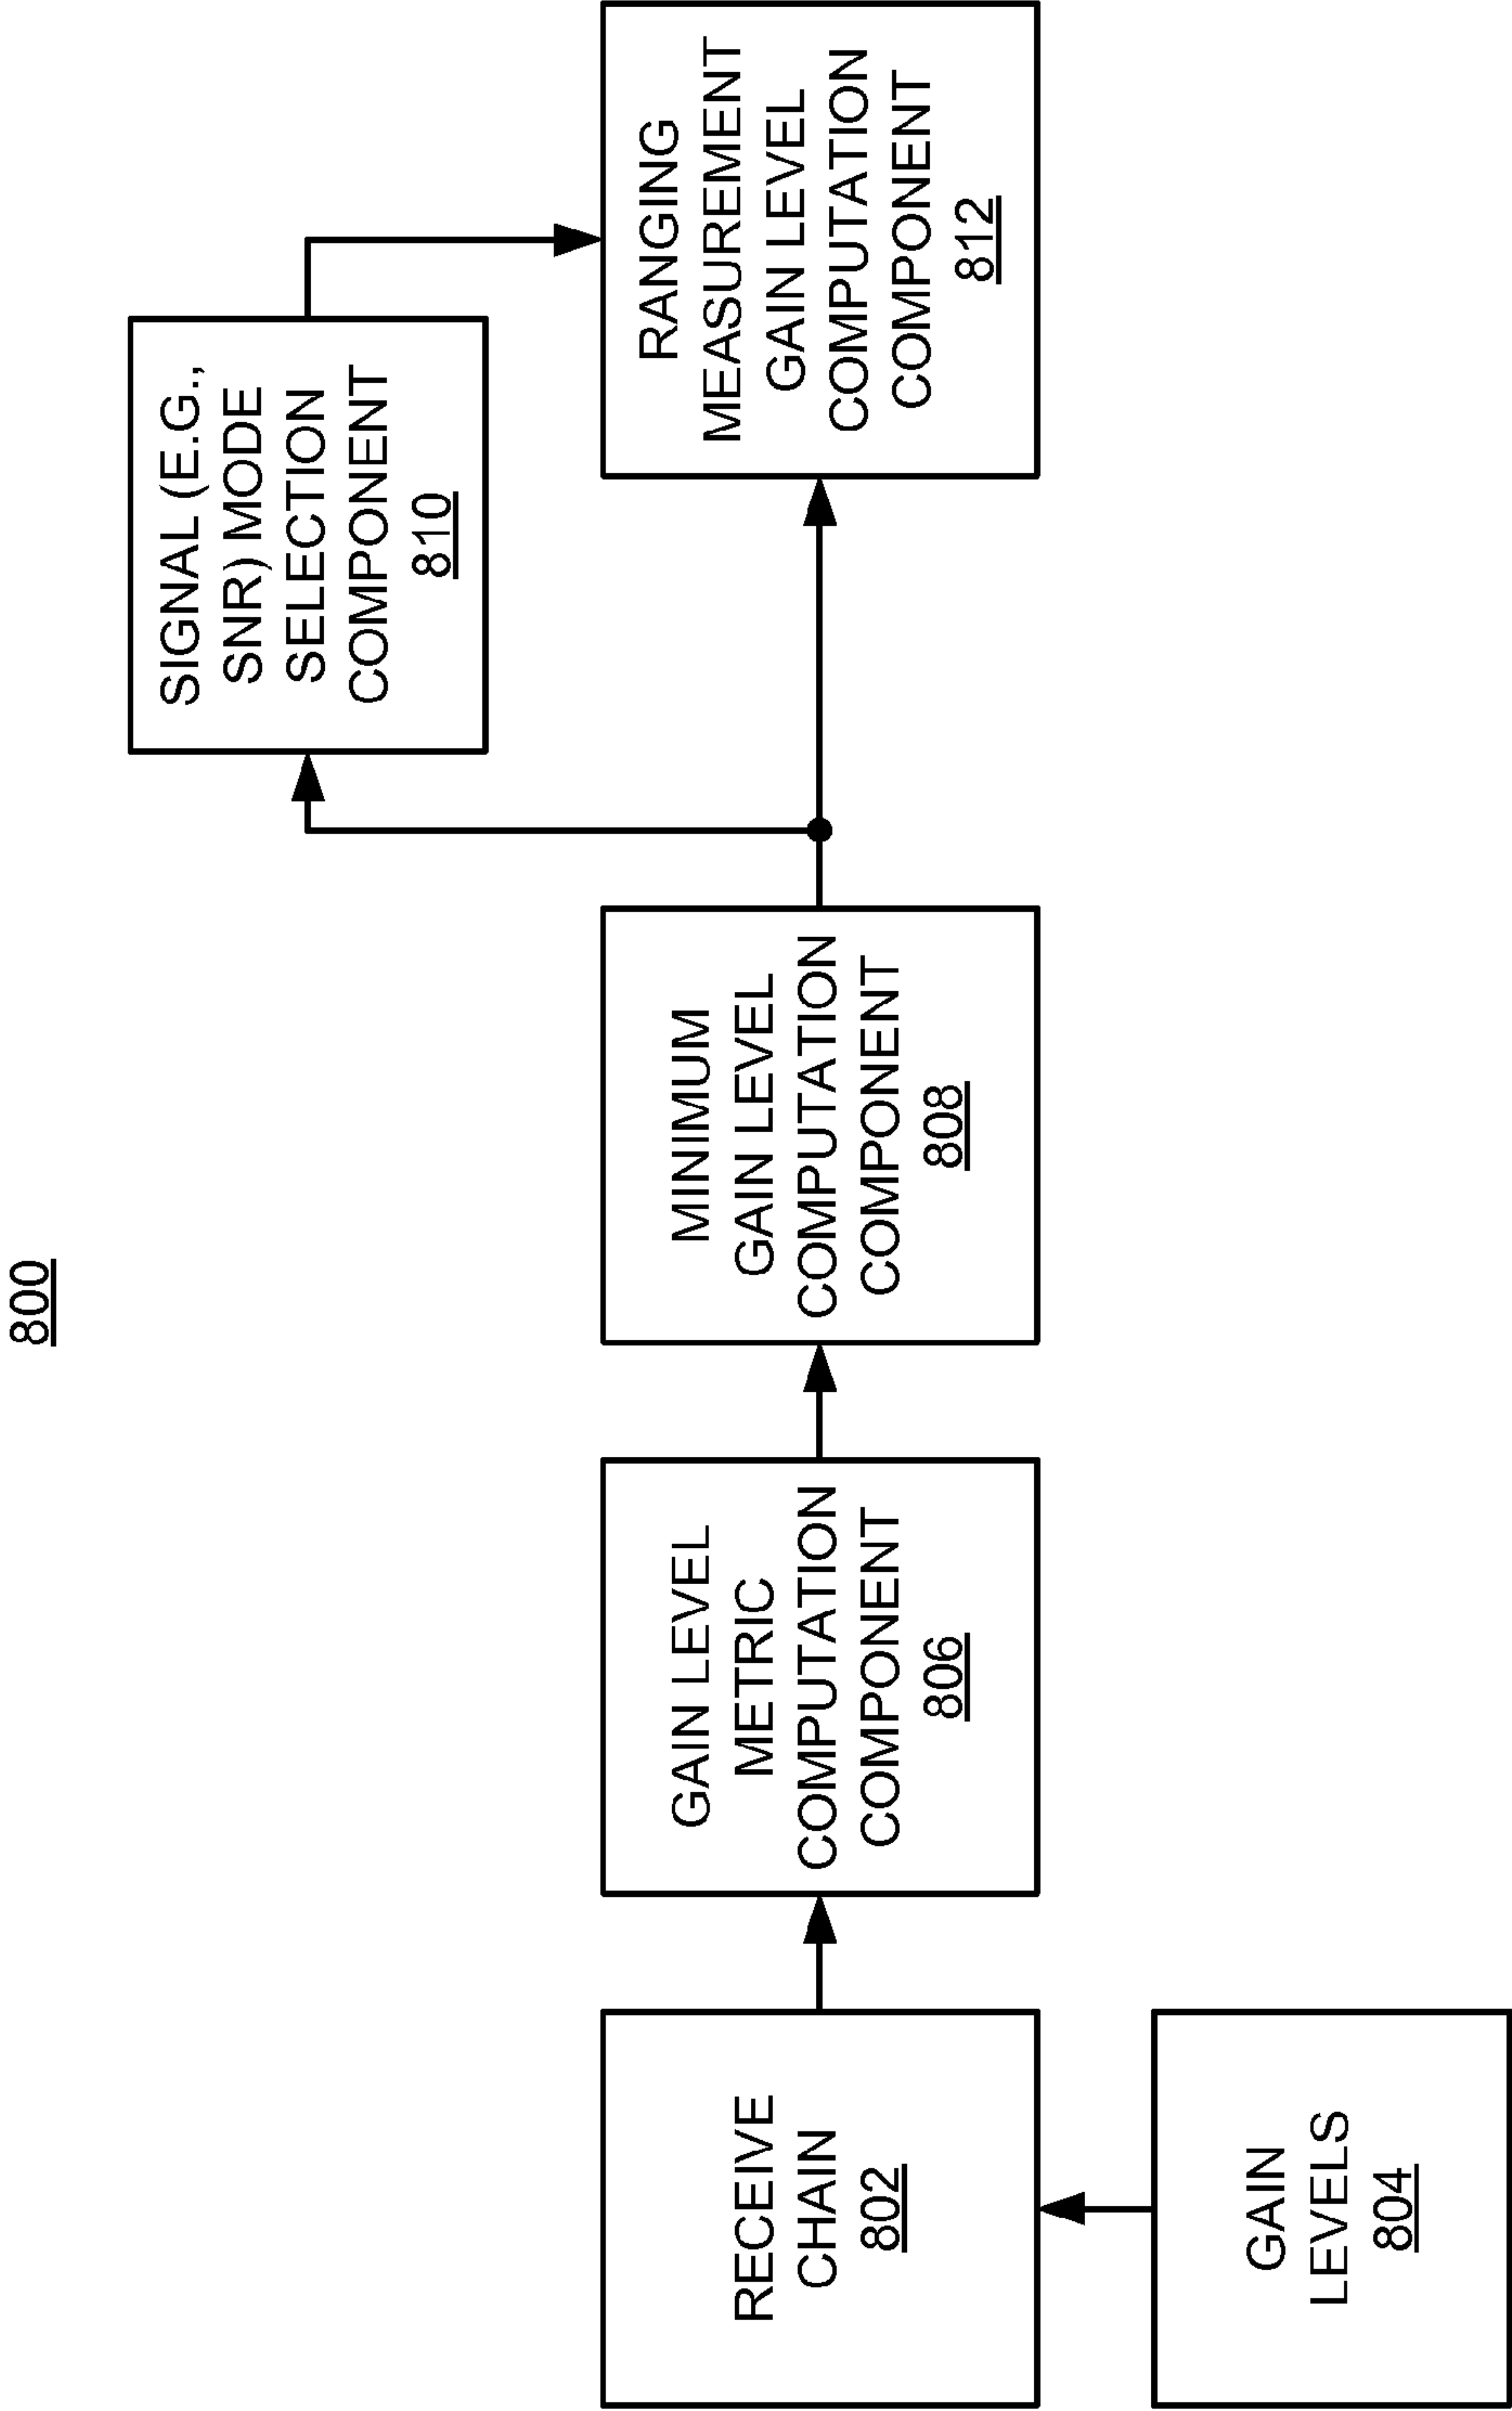 800
RECEIVE
CHAIN
802
GAIN
LEVELS
804
GAIN LEVEL
METRIC
COMPUTATION
COMPONENT
806
MINIMUM
GAIN LEVEL
COMPUTATION
COMPONENT
808
SIGNAL (E.G.,
SNR) MODE
SELECTION
COMPONENT
810
RANGING
MEASUREMENT
GAIN LEVEL
COMPUTATION
COMPONENT
812